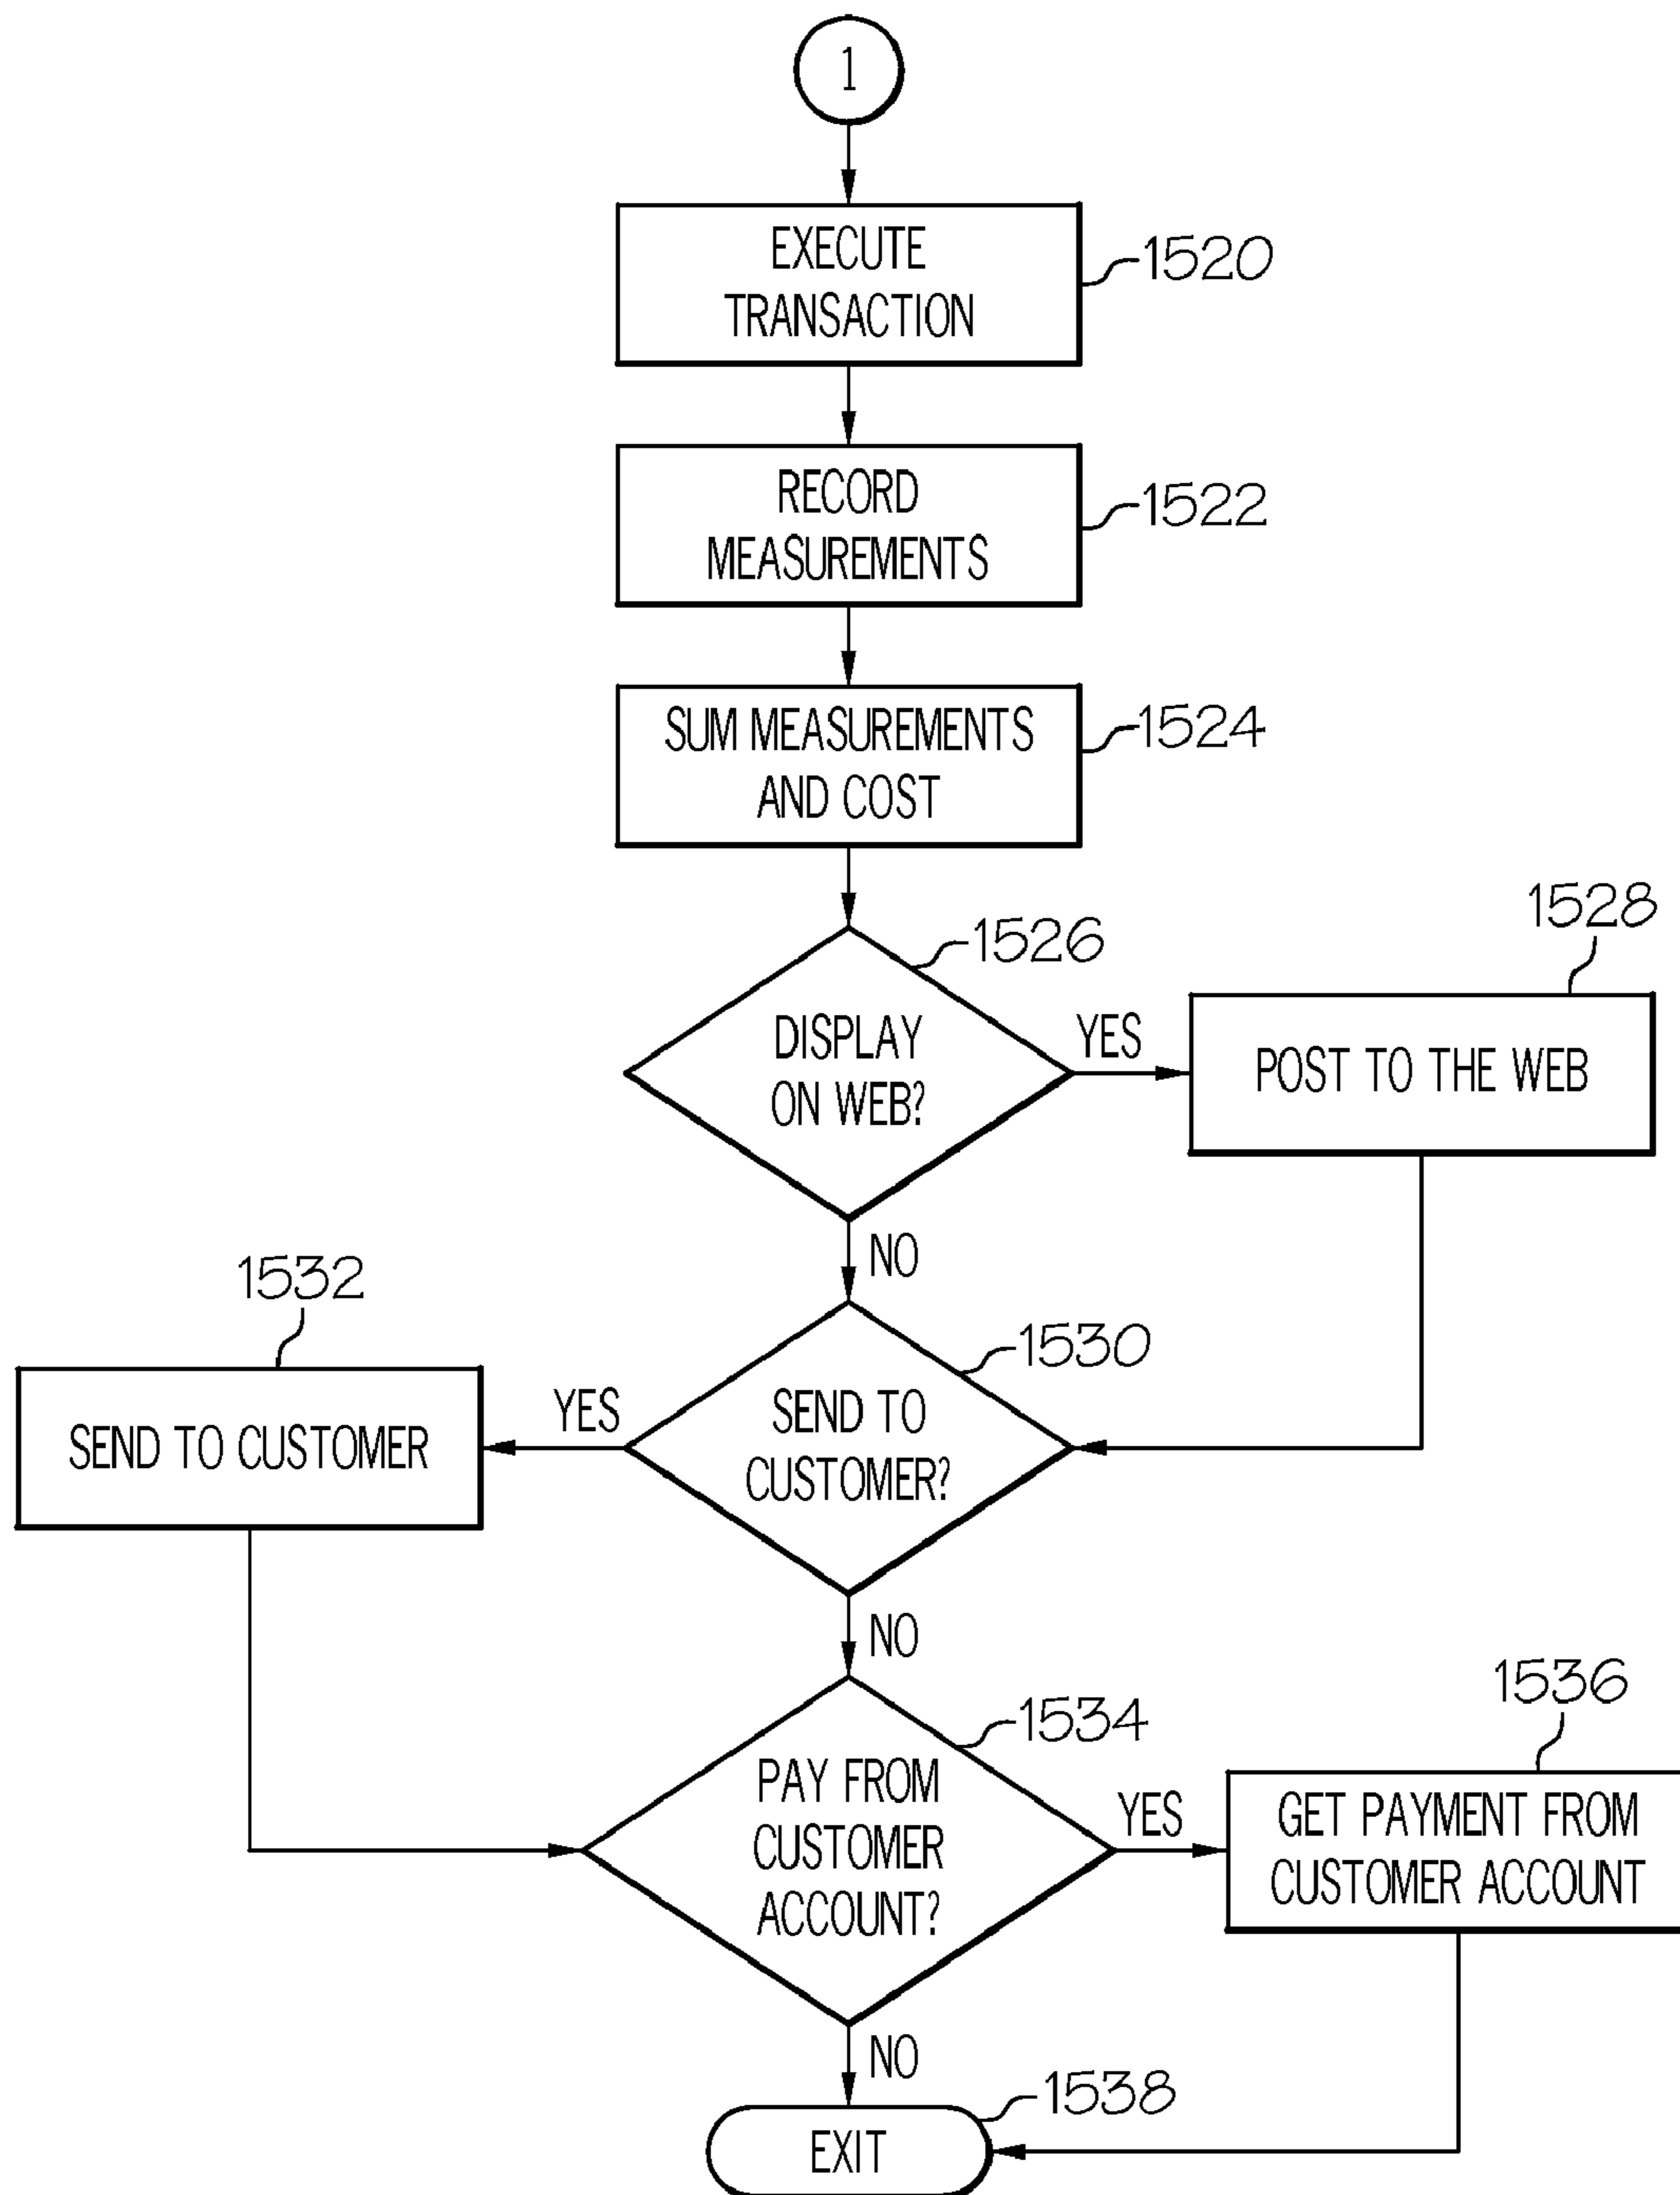 1
EXECUTE
TRANSACTION
1520
RECORD
MEASUREMENTS
1522
SUM MEASUREMENTS
AND COST
1524
1526
DISPLAY
ON WEB?
YES
1528
POST TO THE WEB
NO
1530
SEND TO
CUSTOMER?
YES
1532
SEND TO CUSTOMER
NO
1534
PAY FROM
CUSTOMER
ACCOUNT?
YES
1536
GET PAYMENT FROM
CUSTOMER ACCOUNT
NO
1538
EXIT